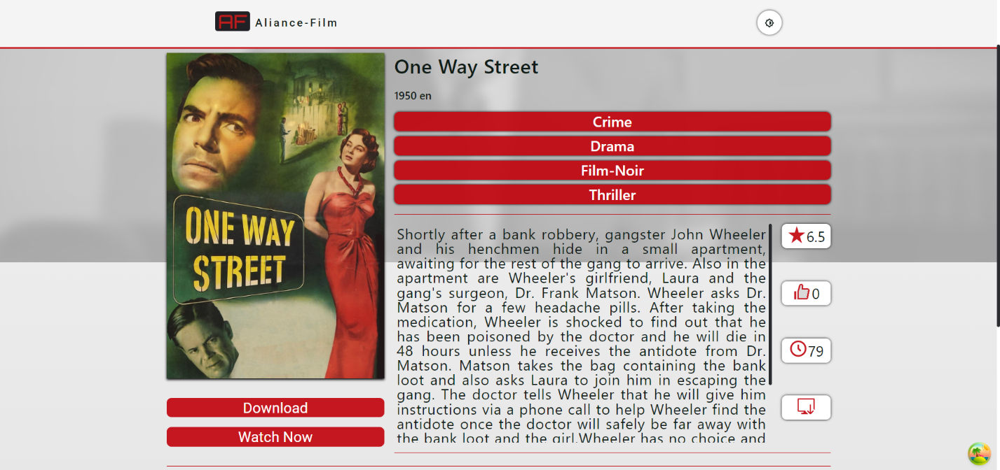 AF Aliance-Film
One Way Street
1950 en
Crime
Drama
Film-Noir
Thriller
ONE WAY
STREET
Shortly after a bank robbery, gangster John Wheeler
and his henchmen hide in a small apartment,
awaiting for the rest of the gang to arrive. Also in the
apartment are Wheeler's girlfriend, Laura and the
gang's surgeon, Dr. Frank Matson. Wheeler asks Dr.
Matson for a few headache pills. After taking the
medication, Wheeler is shocked to find out that he
has been poisoned by the doctor and he will die in
48 hours unless he receives the antidote from Dr.
Matson. Matson takes the bag containing the bank
loot and also asks Laura to join him in escaping the
gang. The doctor tells Wheeler that he will give him
instructions via a phone call to help Wheeler find the
antidote once the doctor will safely be far away with
the bank loot and the girl.Wheeler has no choice and
6.5
0
79
Download
Watch Now